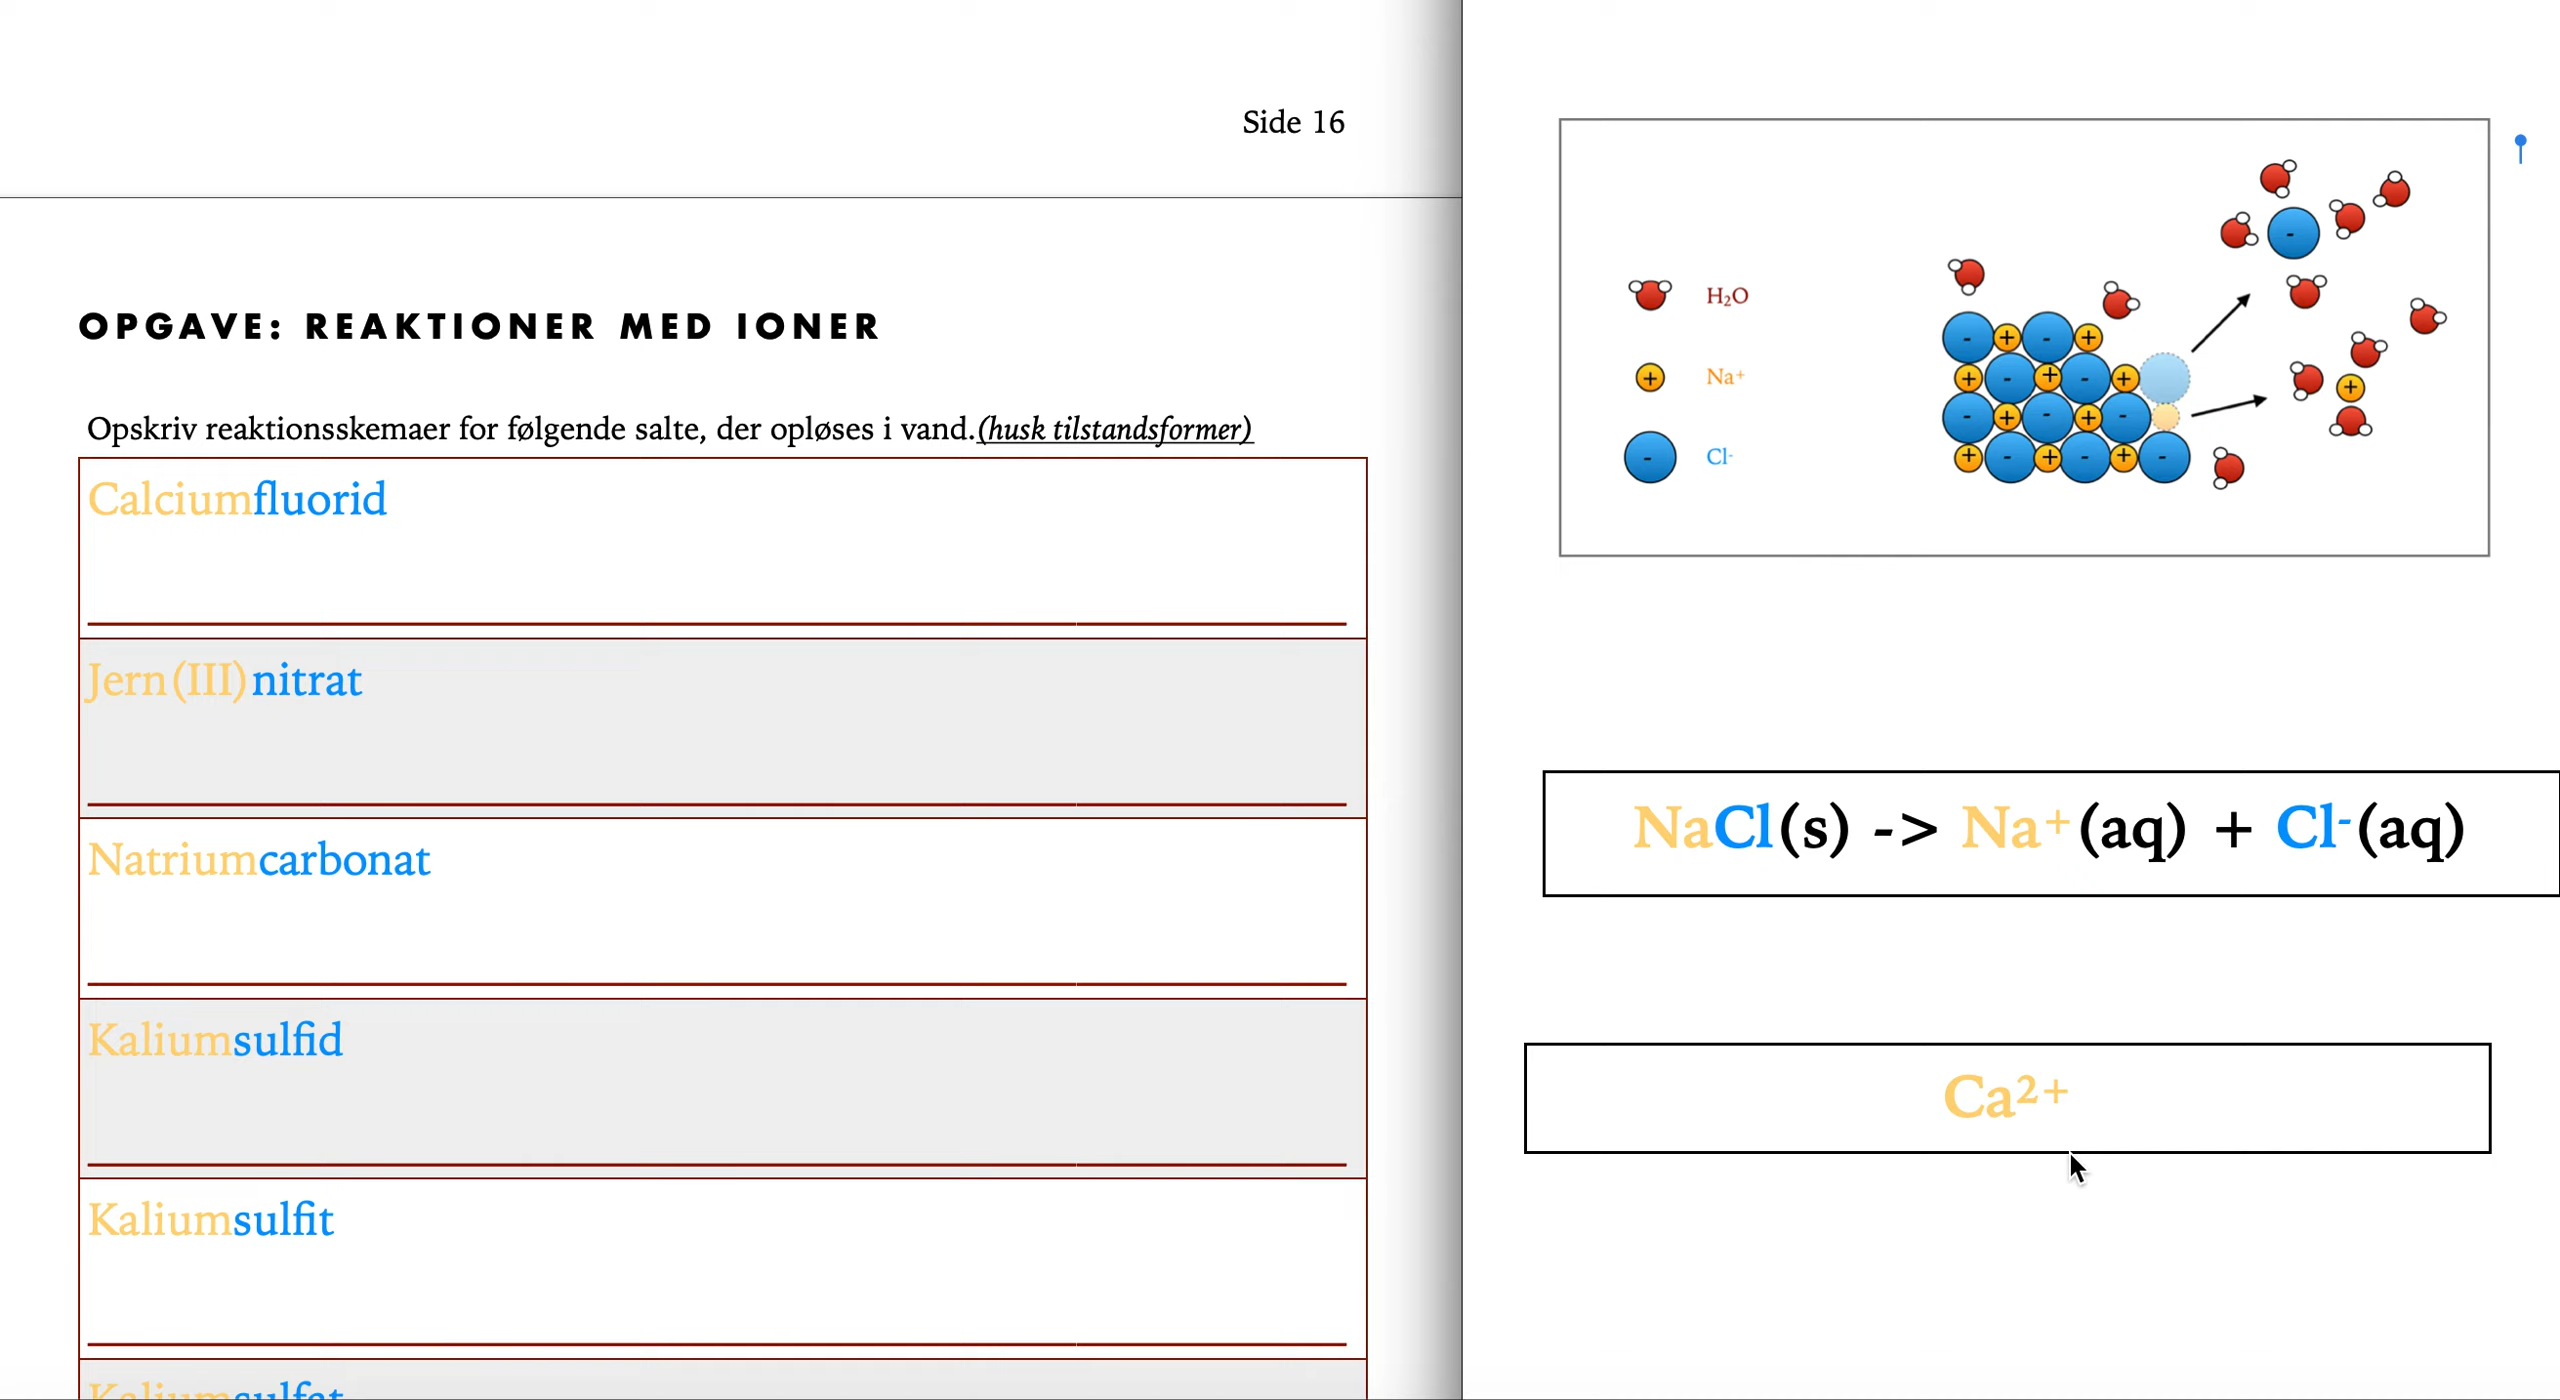 Side 16
OPGAVE: REAKTIONER MED IONER
Opskriv reaktionsskemaer for følgende salte, der opløses i vand.(husk tilstandsformer)
Calciumfluorid
Jern(III)nitrat
Natriumcarbonat
Kaliumsulfid
Kaliumsulfit
Kaliumsulfat
H₂O
Na⁺
Cl⁻
NaCl(s) -> Na⁺(aq) + Cl⁻(aq)
Ca²⁺